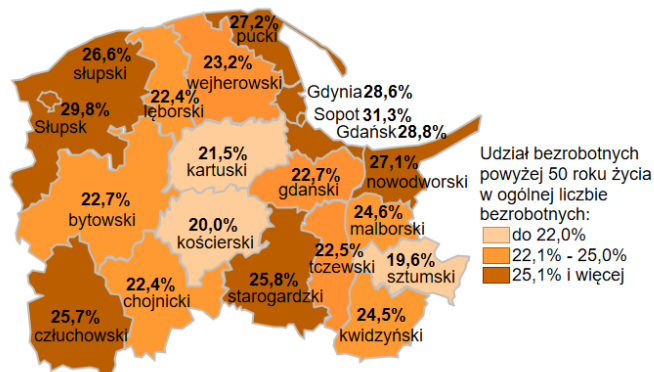 27,2%
pucki
26,6%
słupski
23,2%
wejherowski
Gdynia 28,6%
22,4%
lęborski
29,8%
Słupsk
Sopot 31,3%
Gdańsk 28,8%
21,5%
kartuski
22,7%
gdański
27,1%
nowodworski
22,7%
bytowski
20,0%
kościerski
24,6%
malborski
22,5%
tczewski
19,6%
sztumski
22,4%
chojnicki
25,8%
starogardzki
25,7%
człuchowski
24,5%
kwidzyński
Udział bezrobotnych
powyżej 50 roku życia
w ogólnej liczbie
bezrobotnych:
do 22,0%
22,1% - 25,0%
25,1% i więcej